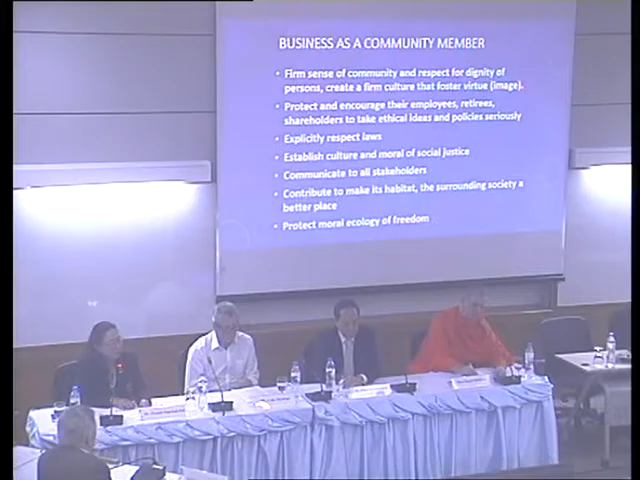 BUSINESS AS A COMMUNITY MEMBER
• Firm sense of community and respect for dignity of
persons, create a firm culture that foster virtue (image).
• Protect and encourage their employees, retirees,
shareholders to take ethical ideas and policies seriously
• Explicitly respect laws
• Establish culture and moral of social justice
• Communicate to all stakeholders
• Contribute to make its habitat, the surrounding society a
better place
• Protect moral ecology of freedom